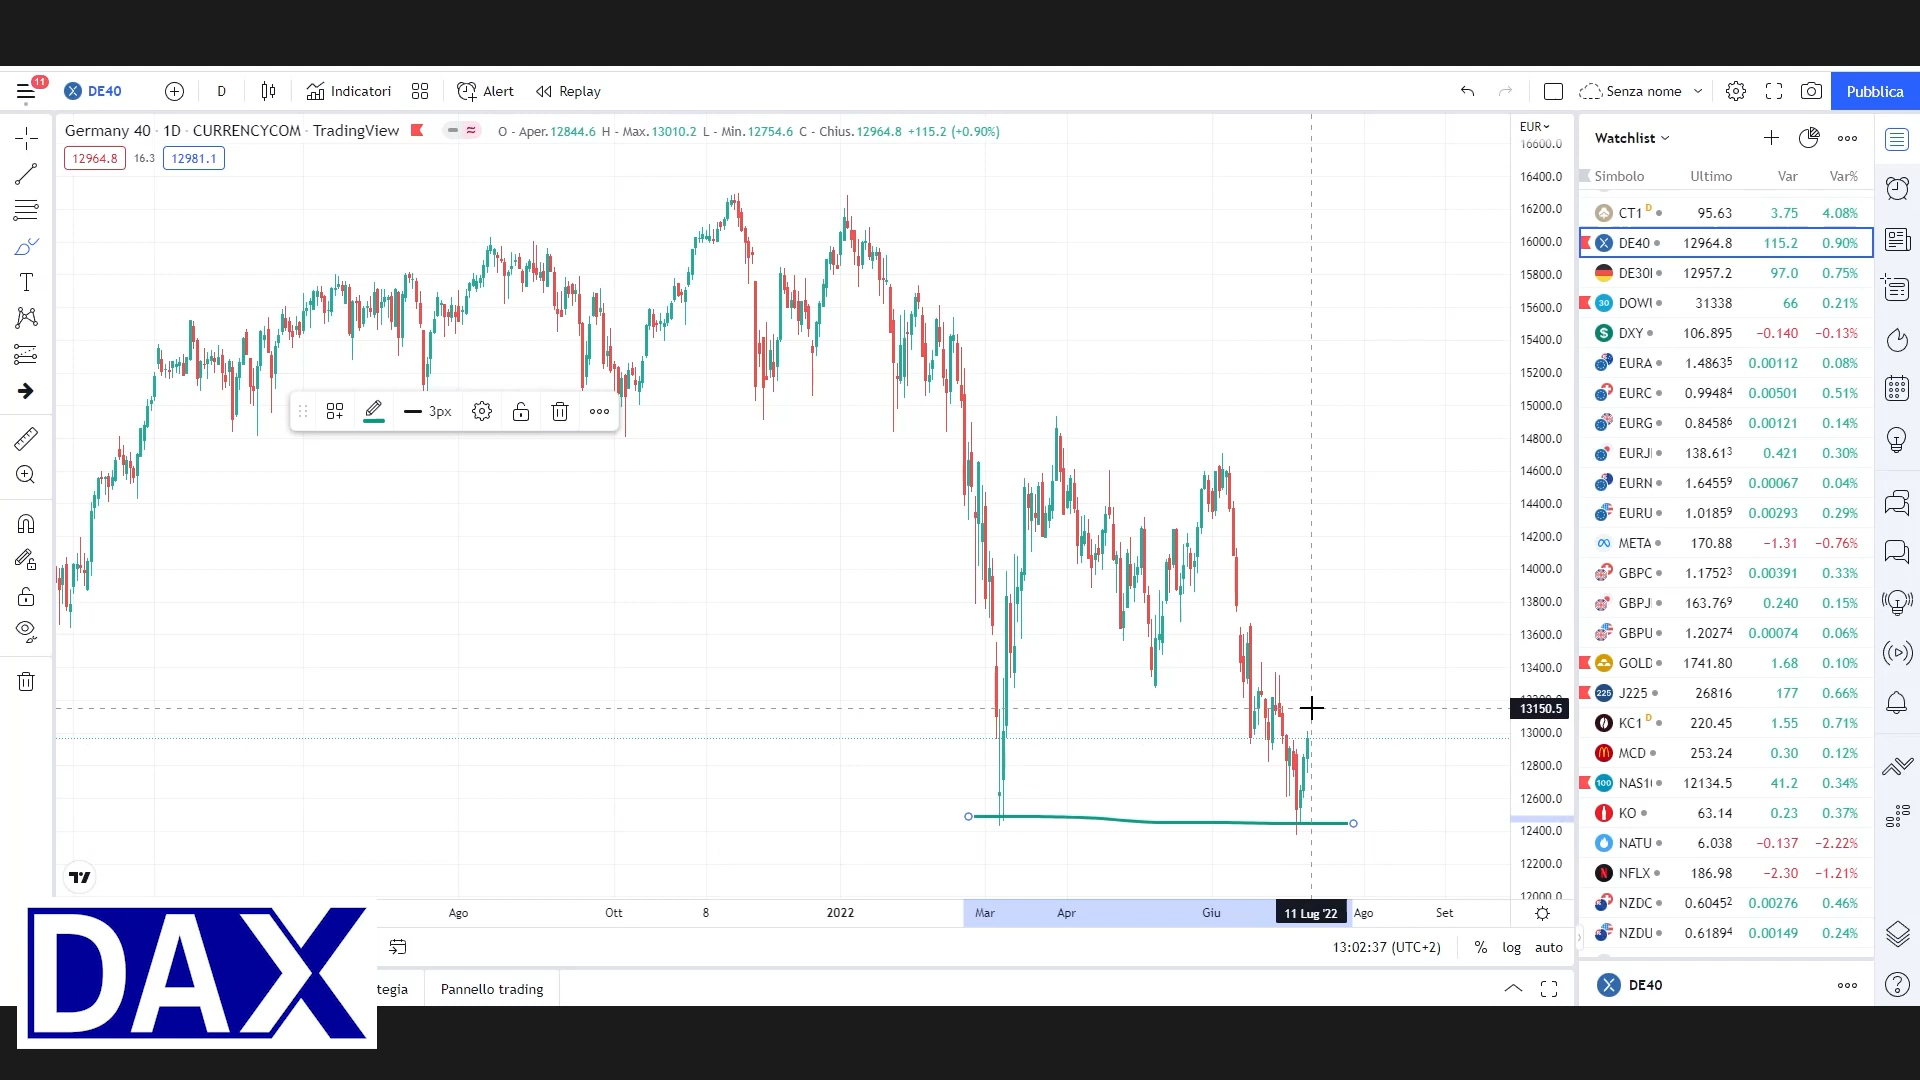 11
DE40
D
Indicatori
Alert
Replay
Senza nome
Pubblica
Germany 40 · 1D · CURRENCYCOM · TradingView
O - Aper.12844.6 H - Max.13010.2 L - Min.12754.6 C - Chius.12964.8 +115.2 (+0.90%)
12964.8 16.3 12981.1
3px
EUR
16600.0
16400.0
16200.0
16000.0
15800.0
15600.0
15400.0
15200.0
15000.0
14800.0
14600.0
14400.0
14200.0
14000.0
13800.0
13600.0
13400.0
13200.0
13150.5
13000.0
12800.0
12600.0
12400.0
12200.0
12000.0
Ago Ott 8 2022 Mar Apr Giu 11 Lug '22 Ago Set
13:02:37 (UTC+2) % log auto
tegia Pannello trading
DAX
Watchlist
Simbolo Ultimo Var Var%
CT1 D 95.63 3.75 4.08%
DE40 12964.8 115.2 0.90%
DE30 12957.2 97.0 0.75%
30 DOW 31338 66 0.21%
$ DXY 106.895 −0.140 −0.13%
EURA 1.48635 0.00112 0.08%
EURC 0.99484 0.00501 0.51%
EURG 0.84586 0.00121 0.14%
EURJ 138.613 0.421 0.30%
EURN 1.64559 0.00067 0.04%
EURU 1.01859 0.00293 0.29%
META 170.88 −1.31 −0.76%
GBPC 1.17523 0.00391 0.33%
GBPJ 163.769 0.240 0.15%
GBPU 1.20274 0.00074 0.06%
GOLD 1741.80 1.68 0.10%
225 J225 26816 177 0.66%
KC1 D 220.45 1.55 0.71%
MCD 253.24 0.30 0.12%
100 NAS1 12134.5 41.2 0.34%
KO 63.14 0.23 0.37%
NATU 6.038 −0.137 −2.22%
NFLX 186.98 −2.30 −1.21%
NZDC 0.60452 0.00276 0.46%
NZDU 0.61894 0.00149 0.24%
DE40